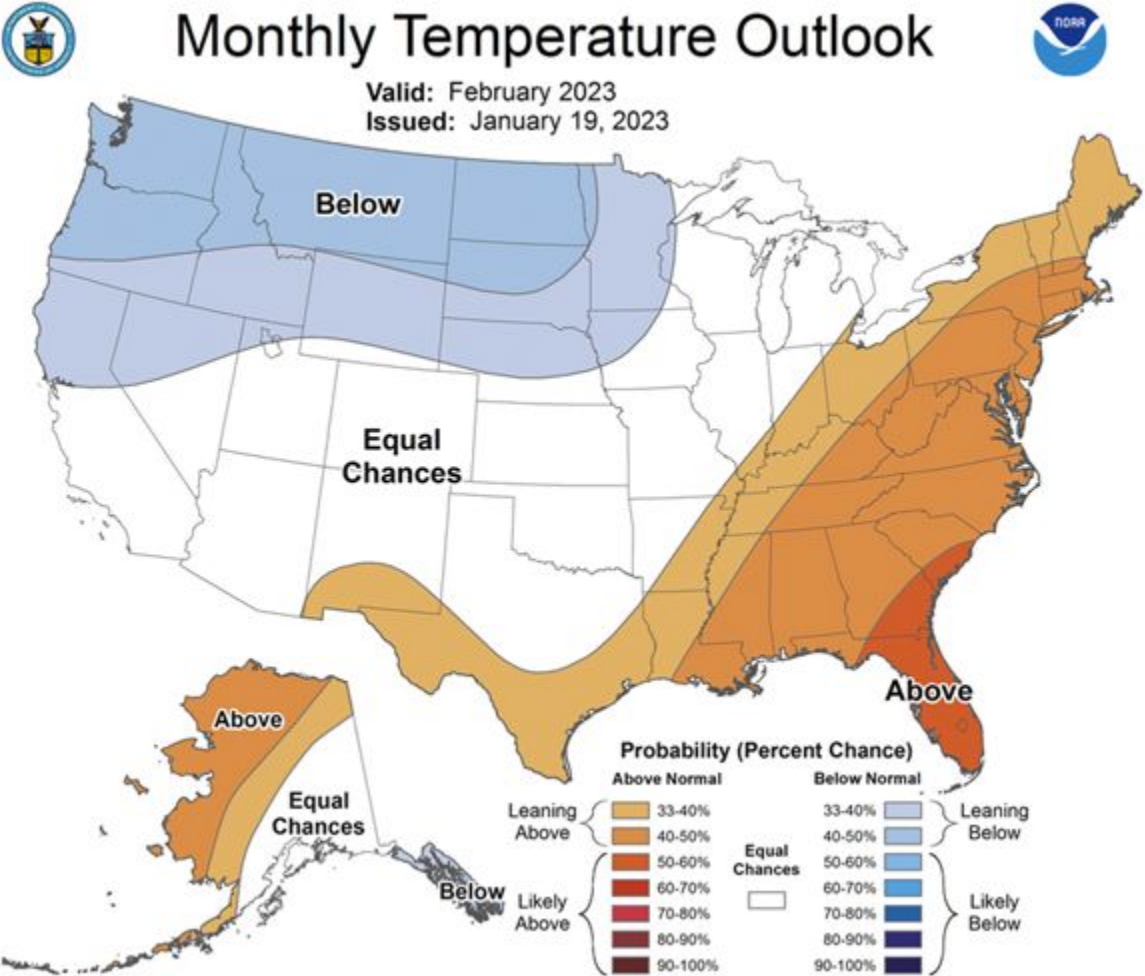 Monthly Temperature Outlook
NOAA
Valid: February 2023
Issued: January 19, 2023
Below
Equal
Chances
Above
Above
Equal
Chances
Below
Probability (Percent Chance)
Above Normal
Below Normal
Leaning
Above
33-40%
40-50%
50-60%
60-70%
70-80%
80-90%
90-100%
Likely
Above
Equal
Chances
33-40%
40-50%
50-60%
60-70%
70-80%
80-90%
90-100%
Leaning
Below
Likely
Below